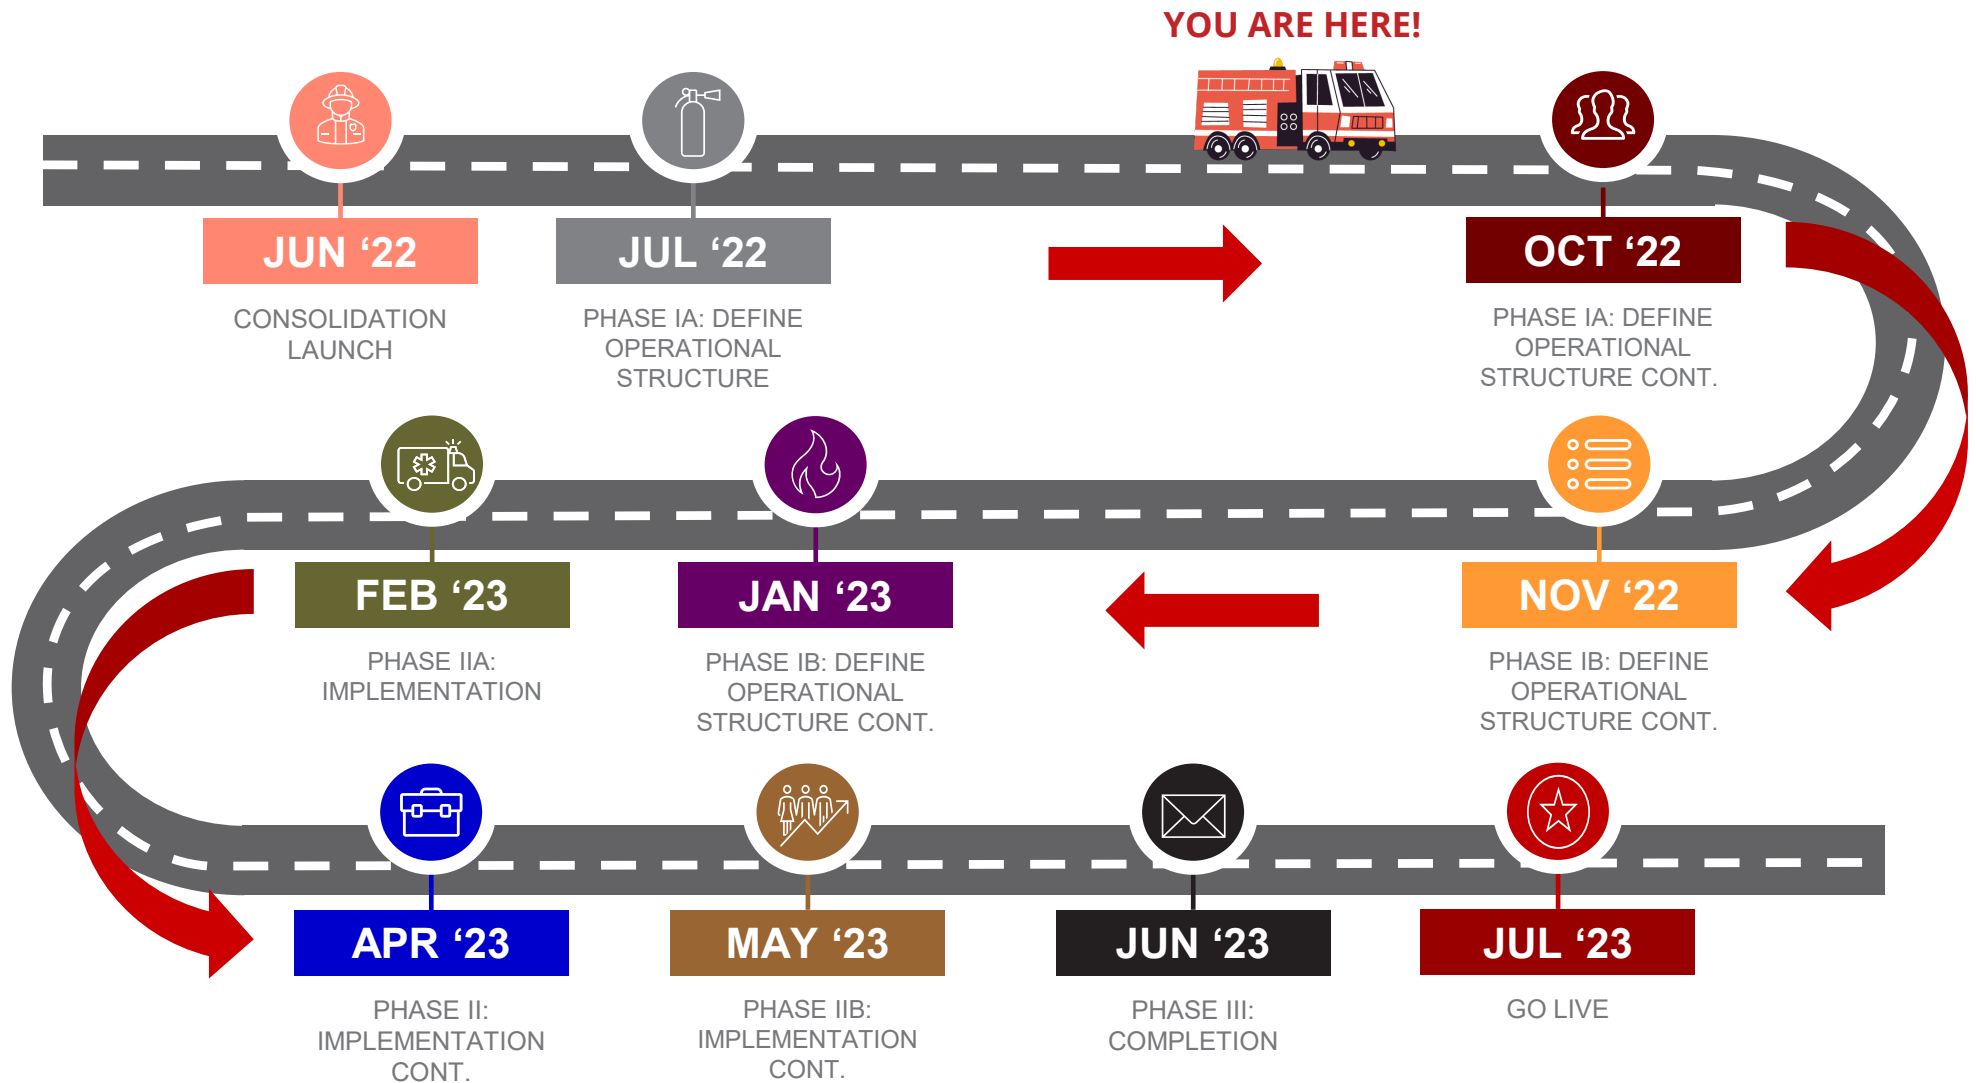 YOU ARE HERE!
JUN ‘22
CONSOLIDATION
LAUNCH
JUL ‘22
PHASE IA: DEFINE
OPERATIONAL
STRUCTURE
OCT ‘22
PHASE IA: DEFINE
OPERATIONAL
STRUCTURE CONT.
NOV ‘22
PHASE IB: DEFINE
OPERATIONAL
STRUCTURE CONT.
JAN ‘23
PHASE IB: DEFINE
OPERATIONAL
STRUCTURE CONT.
FEB ‘23
PHASE IIA:
IMPLEMENTATION
APR ‘23
PHASE II:
IMPLEMENTATION
CONT.
MAY ‘23
PHASE IIB:
IMPLEMENTATION
CONT.
JUN ‘23
PHASE III:
COMPLETION
JUL ‘23
GO LIVE